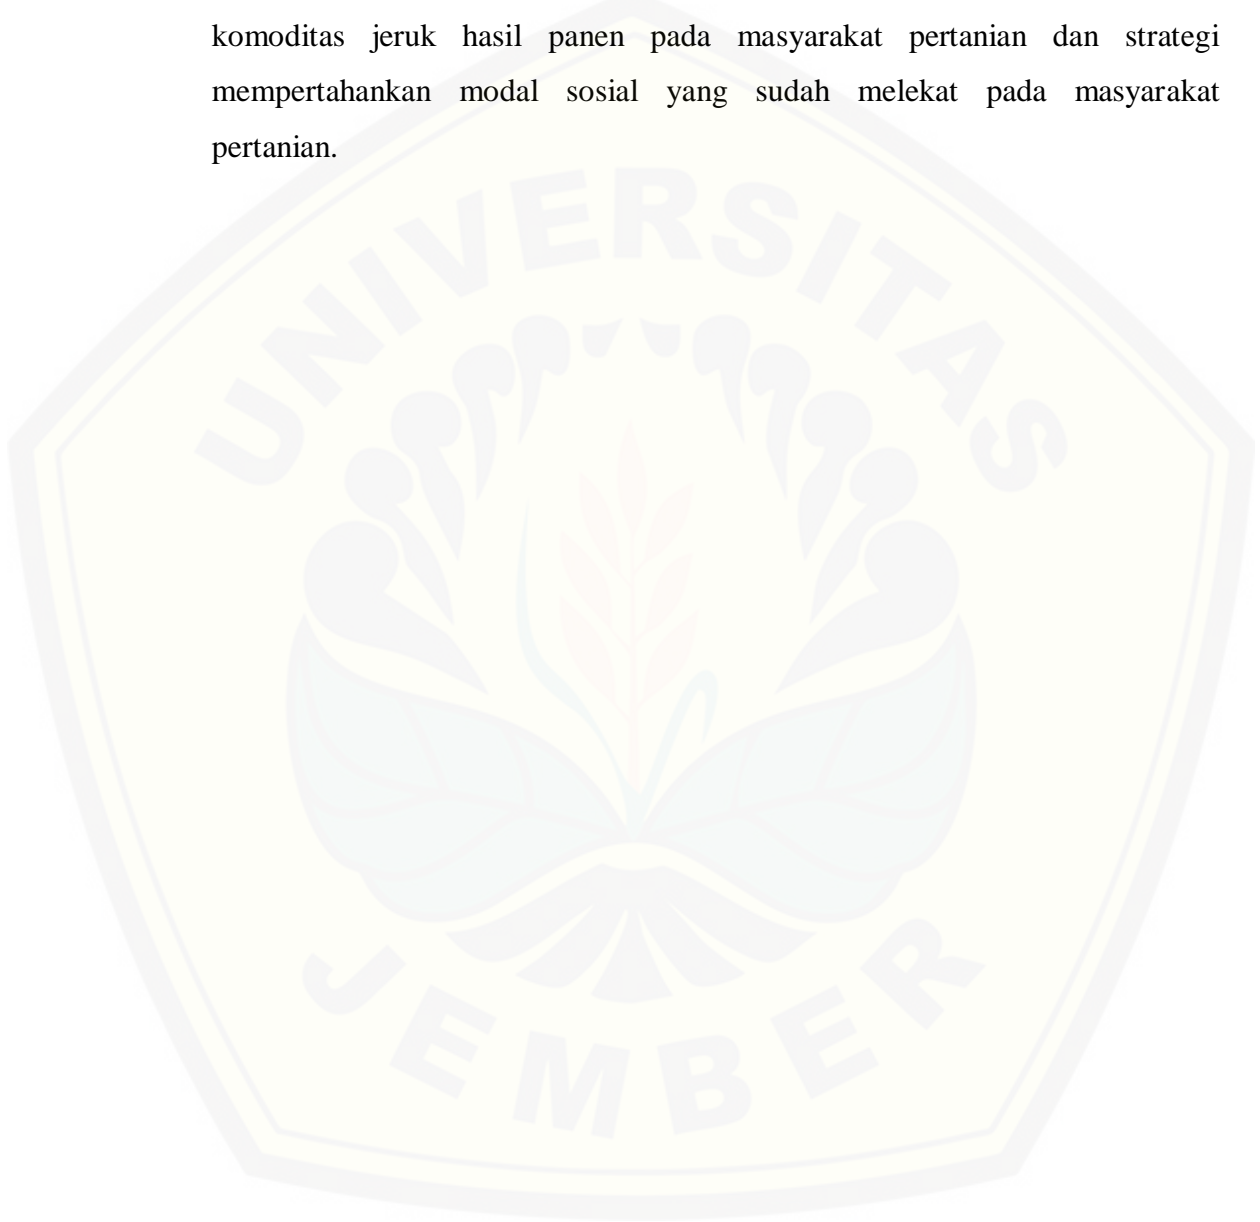 komoditas jeruk hasil panen pada masyarakat pertanian dan strategi
mempertahankan modal sosial yang sudah melekat pada masyarakat
pertanian.
UNIVERSITAS
JEMBER